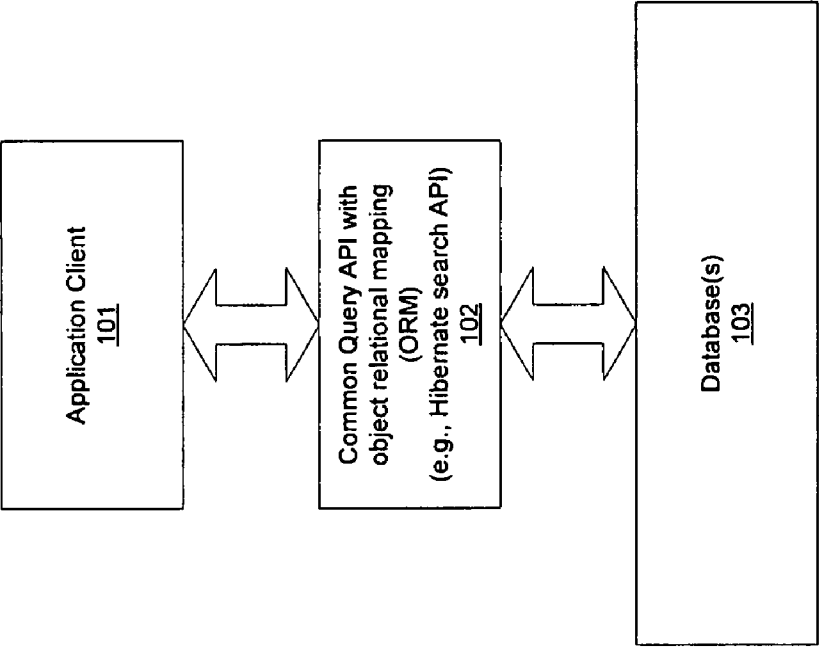 Application Client
101
Common Query API with
object relational mapping
(ORM)
(e.g., Hibernate search API)
102
Database(s)
103